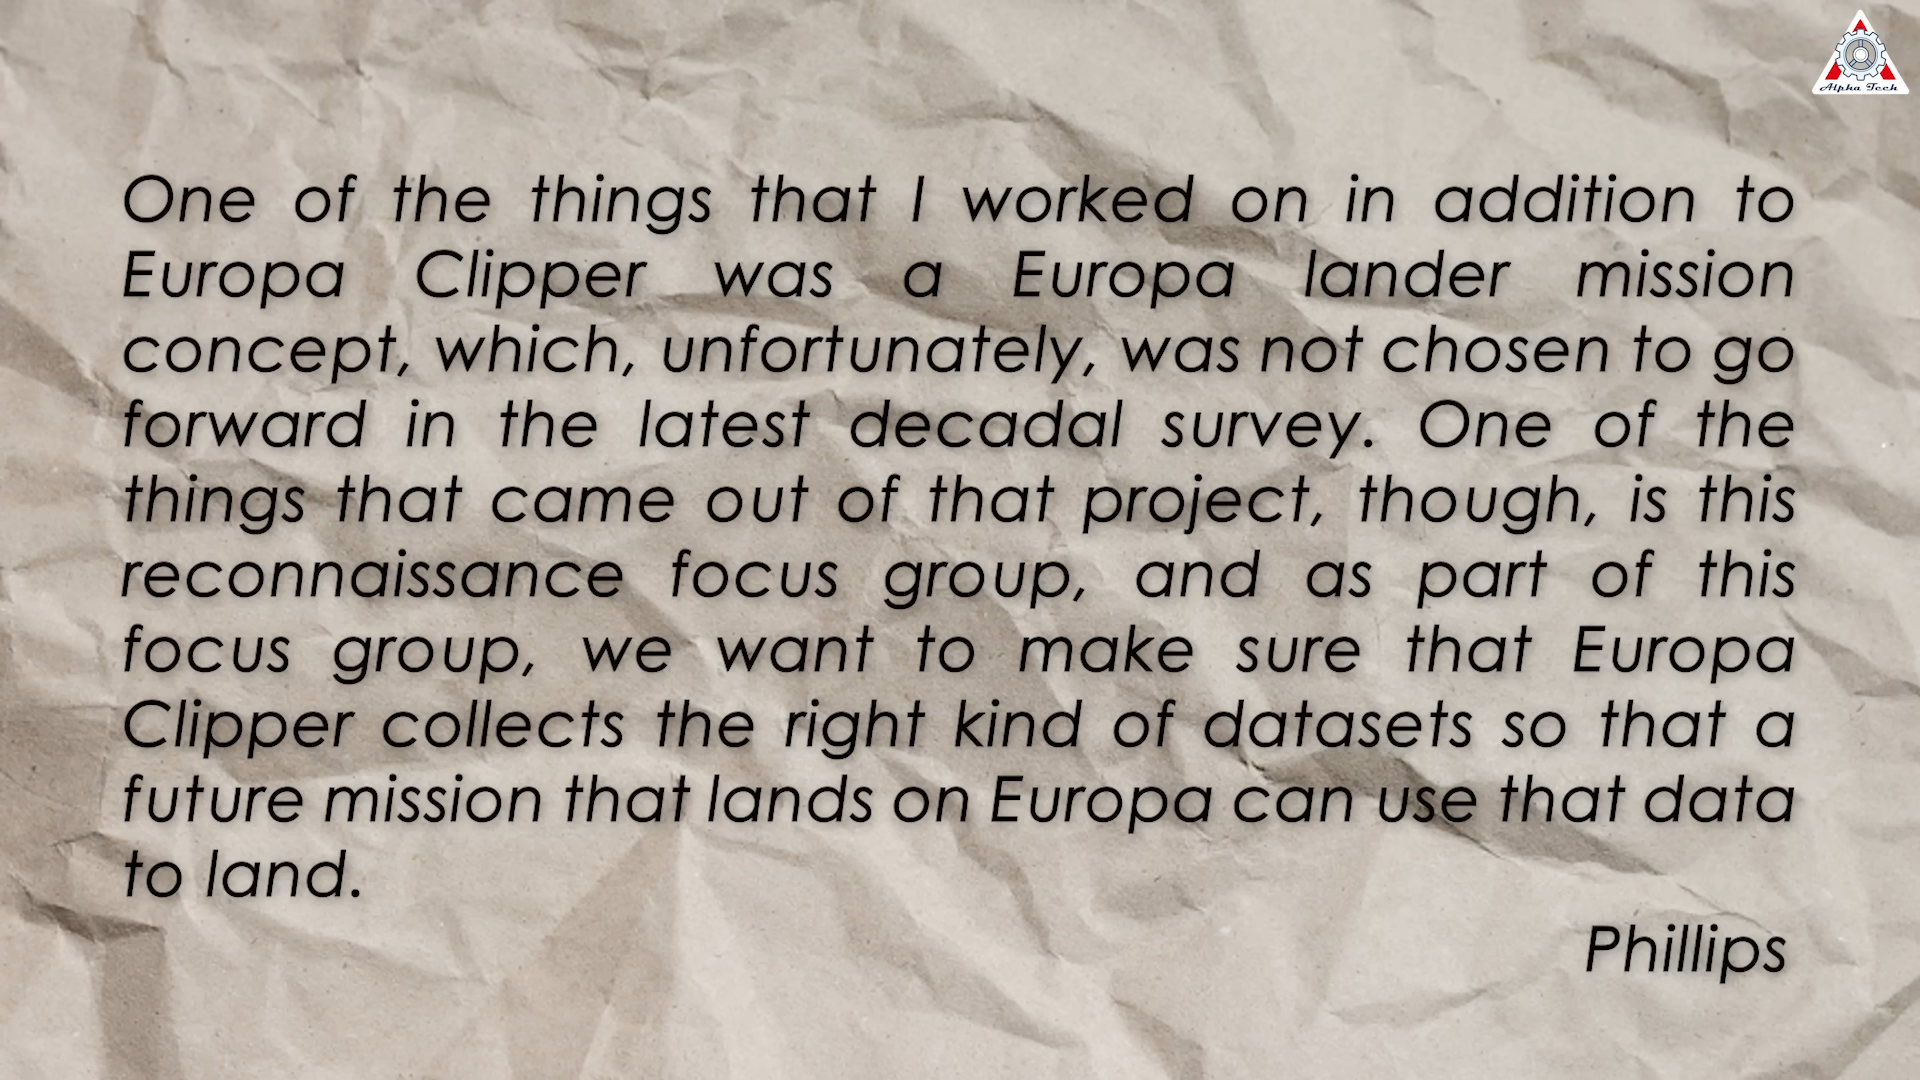 Alpha Tech
One of the things that I worked on in addition to
Europa Clipper was a Europa lander mission
concept, which, unfortunately, was not chosen to go
forward in the latest decadal survey. One of the
things that came out of that project, though, is this
reconnaissance focus group, and as part of this
focus group, we want to make sure that Europa
Clipper collects the right kind of datasets so that a
future mission that lands on Europa can use that data
to land.
Phillips